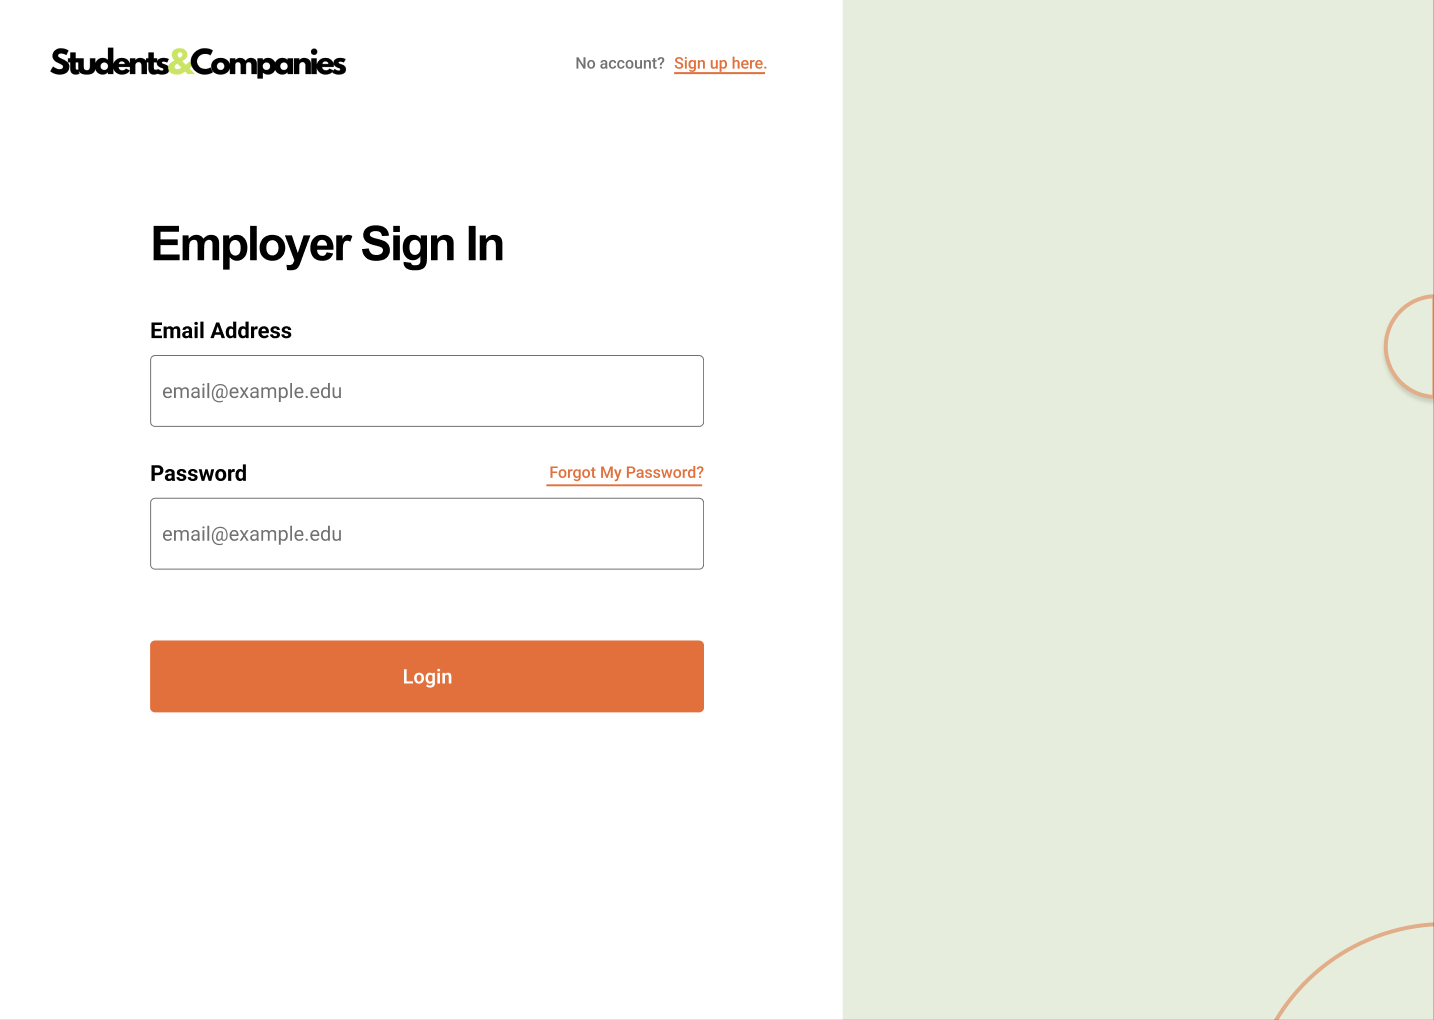 Students&Companies
No account? Sign up here.
Employer Sign In
Email Address
email@example.edu
Password Forgot My Password?
email@example.edu
Login